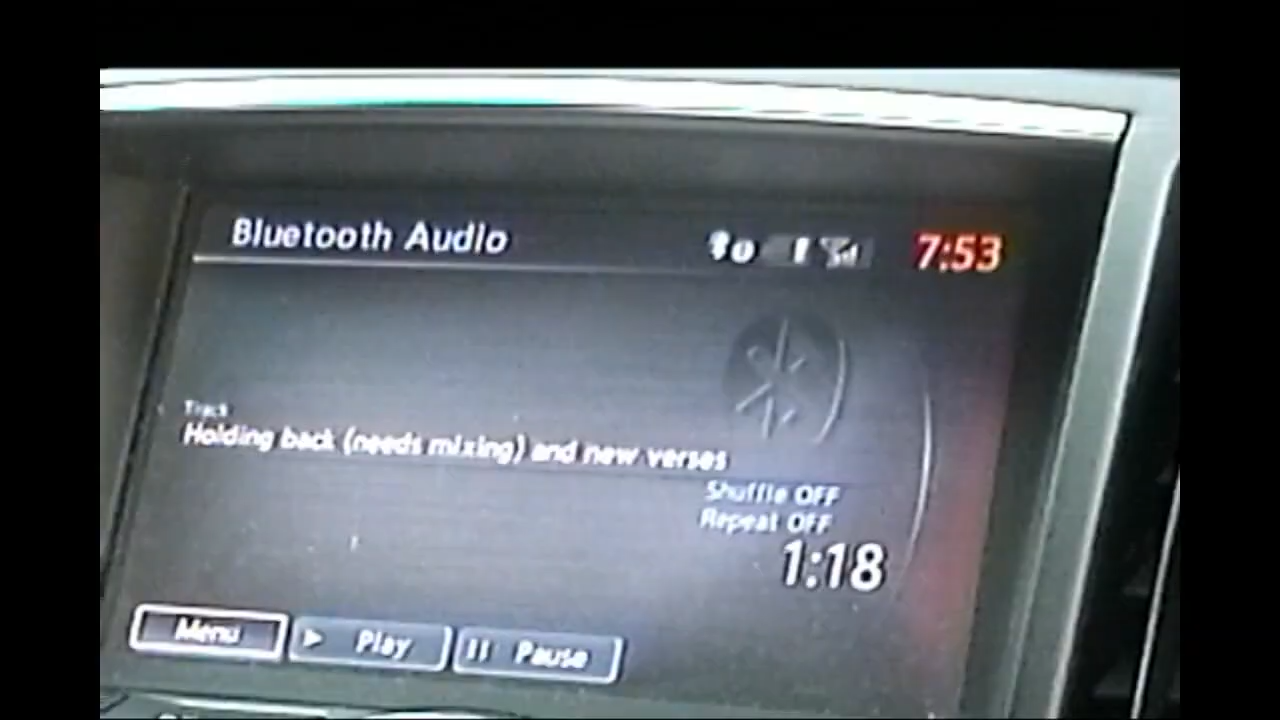 Bluetooth Audio
7:53
Track
Holding back (needs mixing) and new verses
Shuffle OFF
Repeat OFF
1:18
Menu
Play
Pause